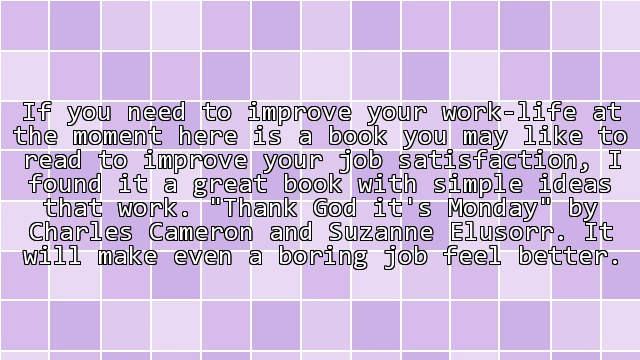 If you need to improve your work-life at
the moment here is a book you may like to
read to improve your job satisfaction, I
found it a great book with simple ideas
that work. "Thank God it's Monday" by
Charles Cameron and Suzanne Elusorr. It
will make even a boring job feel better.